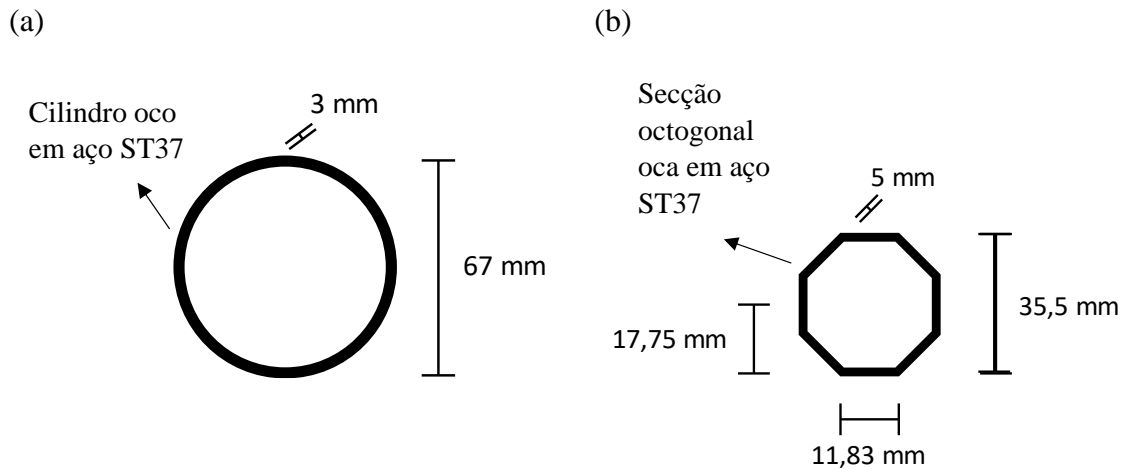 (a)
(b)
Cilindro oco
em aço ST37
3 mm
67 mm
Secção
octogonal
oca em aço
ST37
5 mm
17,75 mm
35,5 mm
11,83 mm